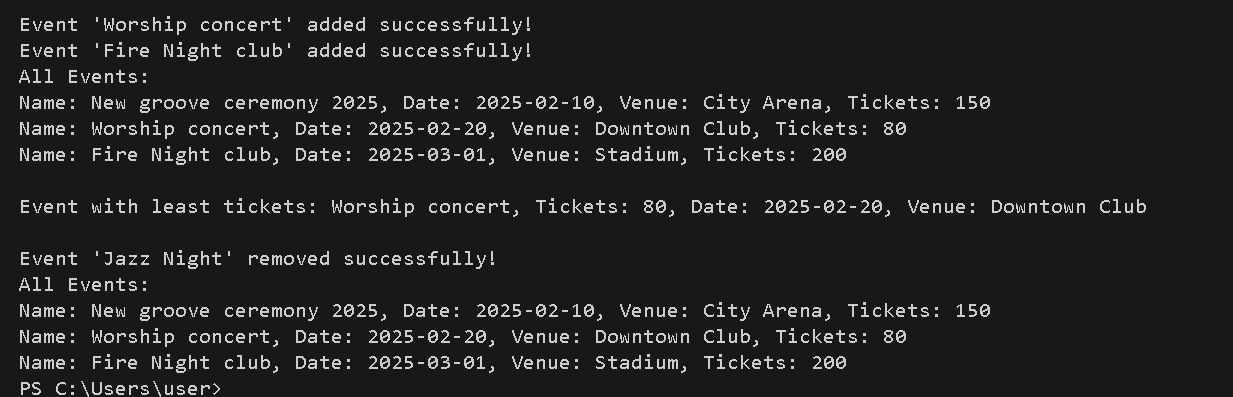 Event 'Worship concert' added successfully!
Event 'Fire Night club' added successfully!
All Events:
Name: New groove ceremony 2025, Date: 2025-02-10, Venue: City Arena, Tickets: 150
Name: Worship concert, Date: 2025-02-20, Venue: Downtown Club, Tickets: 80
Name: Fire Night club, Date: 2025-03-01, Venue: Stadium, Tickets: 200
Event with least tickets: Worship concert, Tickets: 80, Date: 2025-02-20, Venue: Downtown Club
Event 'Jazz Night' removed successfully!
All Events:
Name: New groove ceremony 2025, Date: 2025-02-10, Venue: City Arena, Tickets: 150
Name: Worship concert, Date: 2025-02-20, Venue: Downtown Club, Tickets: 80
Name: Fire Night club, Date: 2025-03-01, Venue: Stadium, Tickets: 200
PS C:\Users\user>